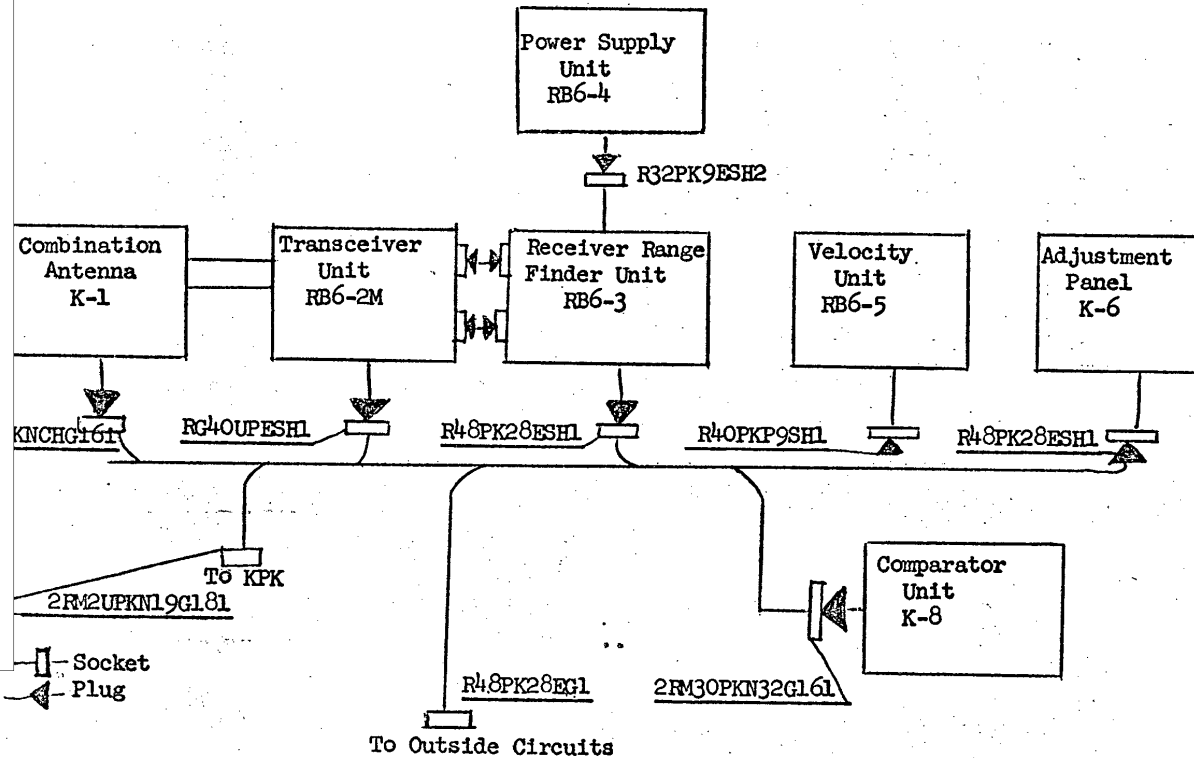 Power Supply
Unit
RB6-4
R32PK9ESH2
Combination
Antenna
K-1
Transceiver
Unit
RB6-2M
Receiver Range
Finder Unit
RB6-3
Velocity
Unit
RB6-5
Adjustment
Panel
K-6
KNCHG161
RG40UPESH1
R48PK28ESH1
R40PKP9SH1
R48PK28ESH1
To KPK
2RM2UPKN19G181
Comparator
Unit
K-8
Socket
Plug
R48PK28EG1
2RM30PKN32G161
To Outside Circuits